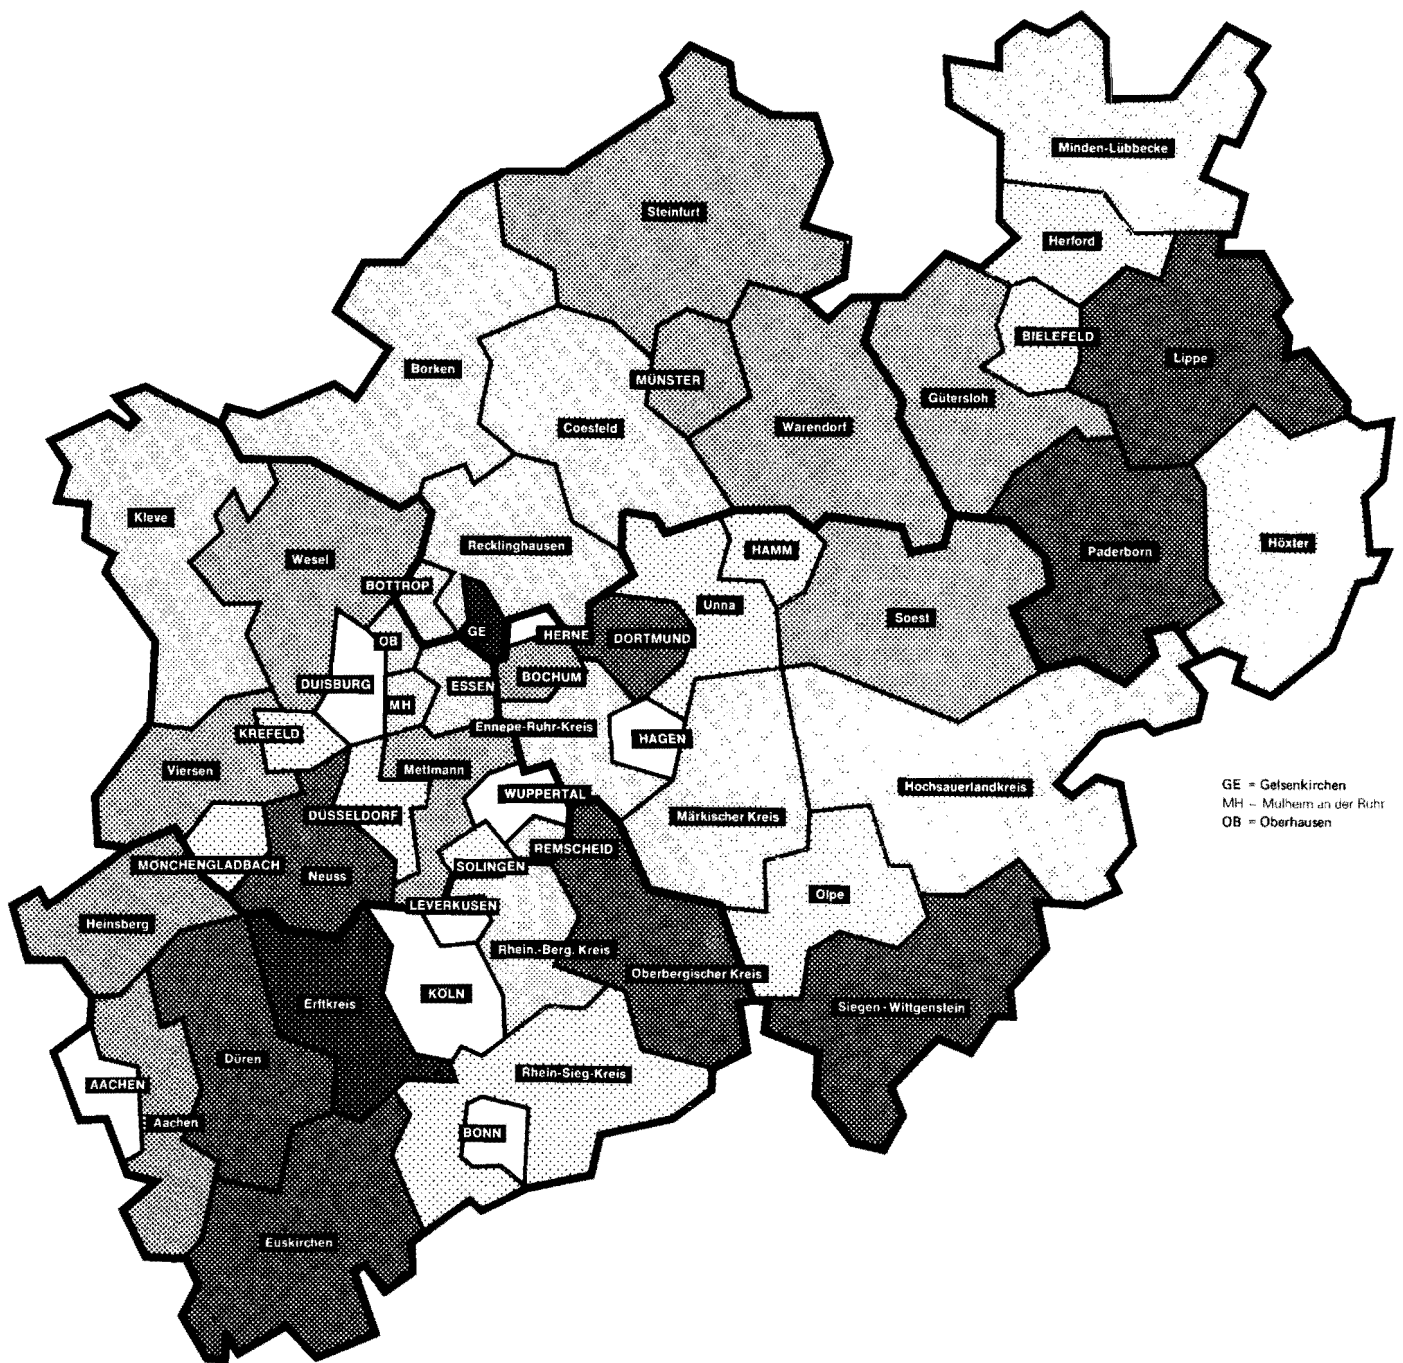 Minden-Lübbecke
Steinfurt
Herford
BIELEFELD
Lippe
Borken
MÜNSTER
Gütersloh
Coesfeld
Warendorf
Kleve
Recklinghausen
HAMM
Höxter
Wesel
Paderborn
BOTTROP
Unna
Soest
GE
HERNE
DORTMUND
OB
BOCHUM
DUISBURG
ESSEN
MH
Ennepe-Ruhr-Kreis
KREFELD
HAGEN
Viersen
Mettmann
Hochsauerlandkreis
GE = Gelsenkirchen
MH = Mülheim an der Ruhr
OB = Oberhausen
WUPPERTAL
DÜSSELDORF
Märkischer Kreis
REMSCHEID
MÖNCHENGLADBACH
SOLINGEN
Neuss
Olpe
LEVERKUSEN
Heinsberg
Rhein.-Berg. Kreis
Oberbergischer Kreis
KÖLN
Erftkreis
Siegen-Wittgenstein
Düren
Rhein-Sieg-Kreis
AACHEN
Aachen
BONN
Euskirchen